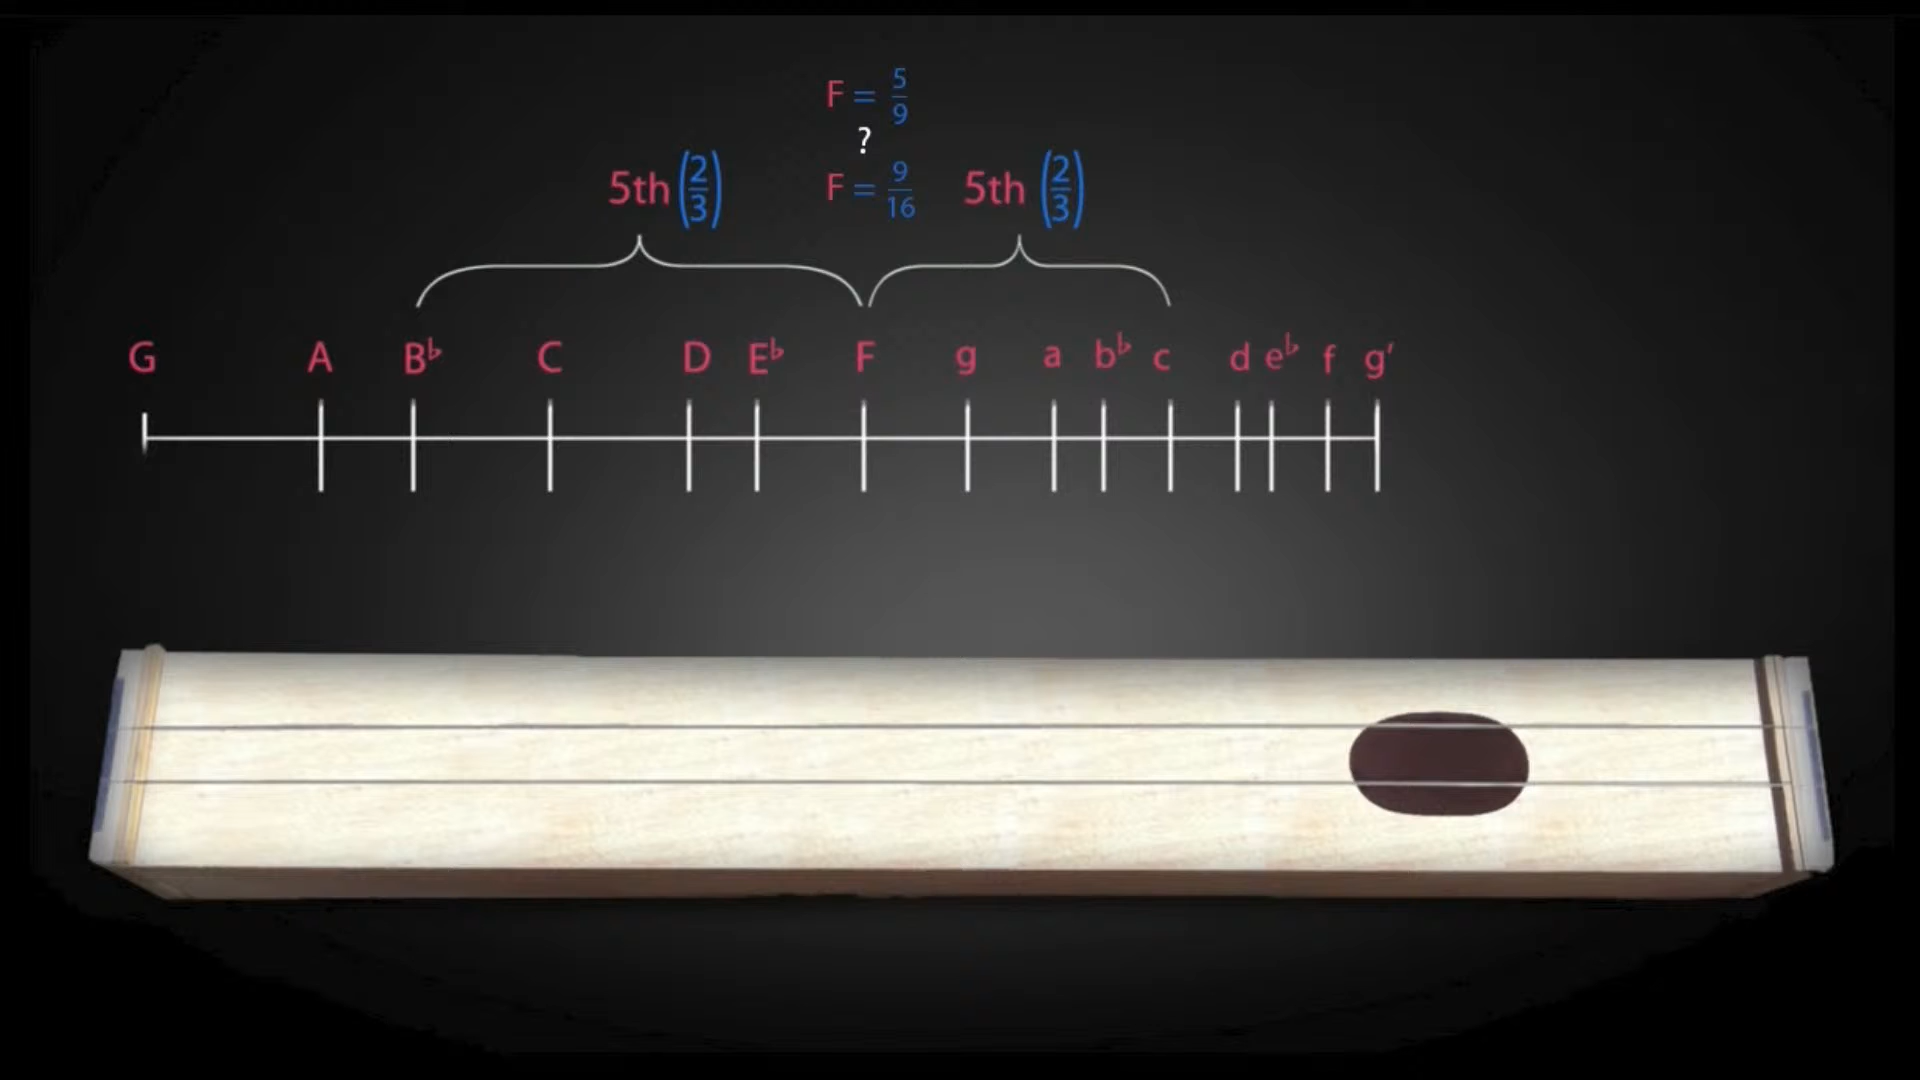 F = 5/9
?
5th (2/3) F = 9/16 5th (2/3)
G A B♭ C D E♭ F g a b♭ c d e♭ f g′